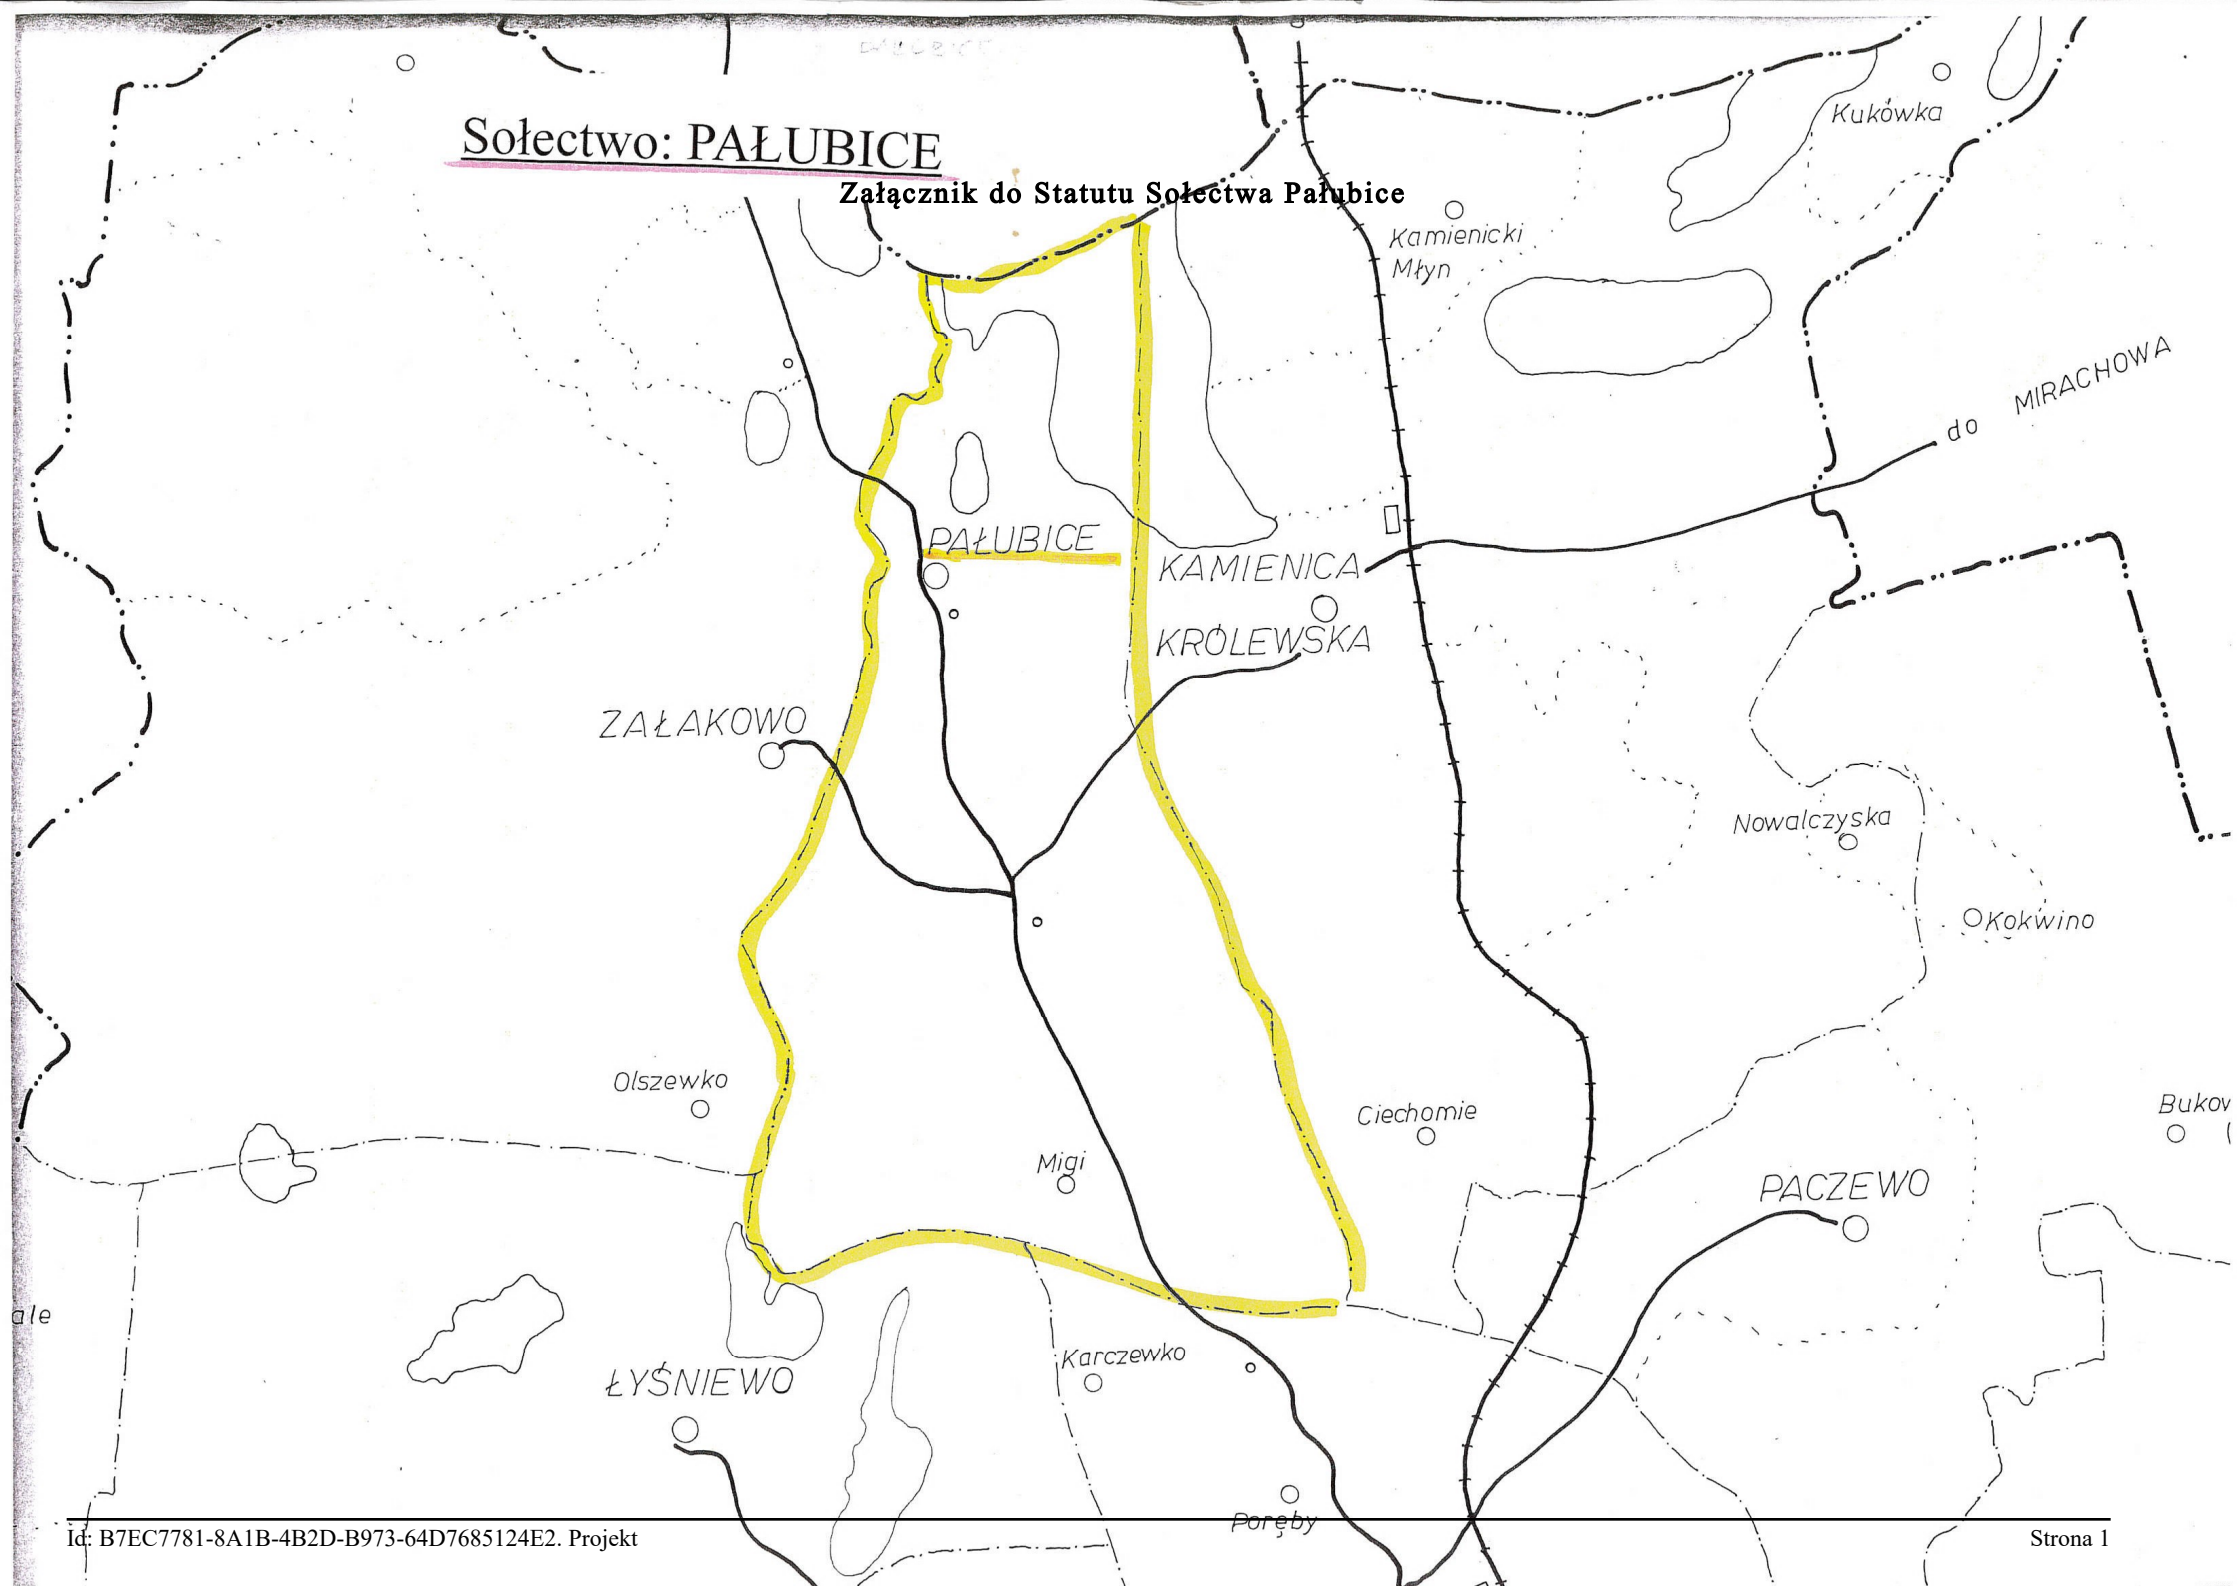 Sołectwo: PAŁUBICE
Załącznik do Statutu Sołectwa Pałubice
Kukówka
Kamienicki
Młyn
do MIRACHOWA
PAŁUBICE
KAMIENICA
KRÓLEWSKA
ZAŁAKOWO
Nowalczyska
Kokwino
Olszewko
Ciechomie
Bukow
Migi
PACZEWO
ale
Karczewko
ŁYŚNIEWO
Poręby
Id: B7EC7781-8A1B-4B2D-B973-64D7685124E2. Projekt
Strona 1